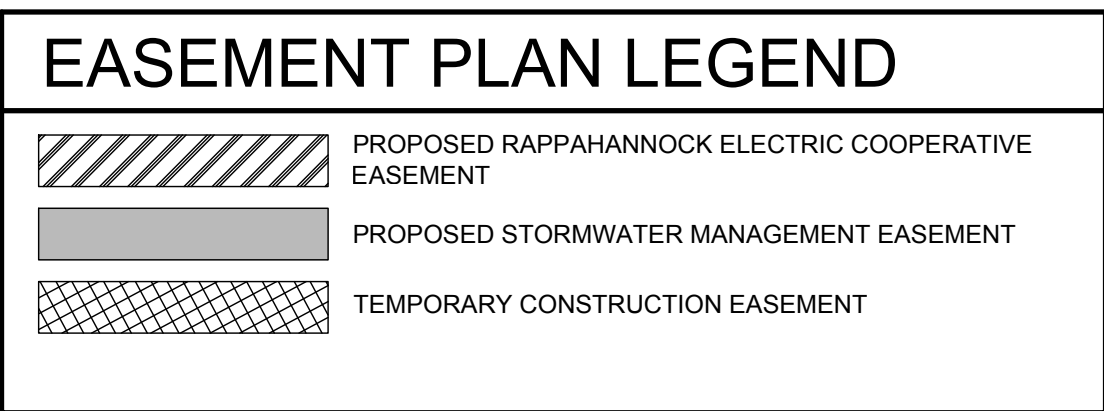 EASEMENT PLAN LEGEND
PROPOSED RAPPAHANNOCK ELECTRIC COOPERATIVE
EASEMENT
PROPOSED STORMWATER MANAGEMENT EASEMENT
TEMPORARY CONSTRUCTION EASEMENT